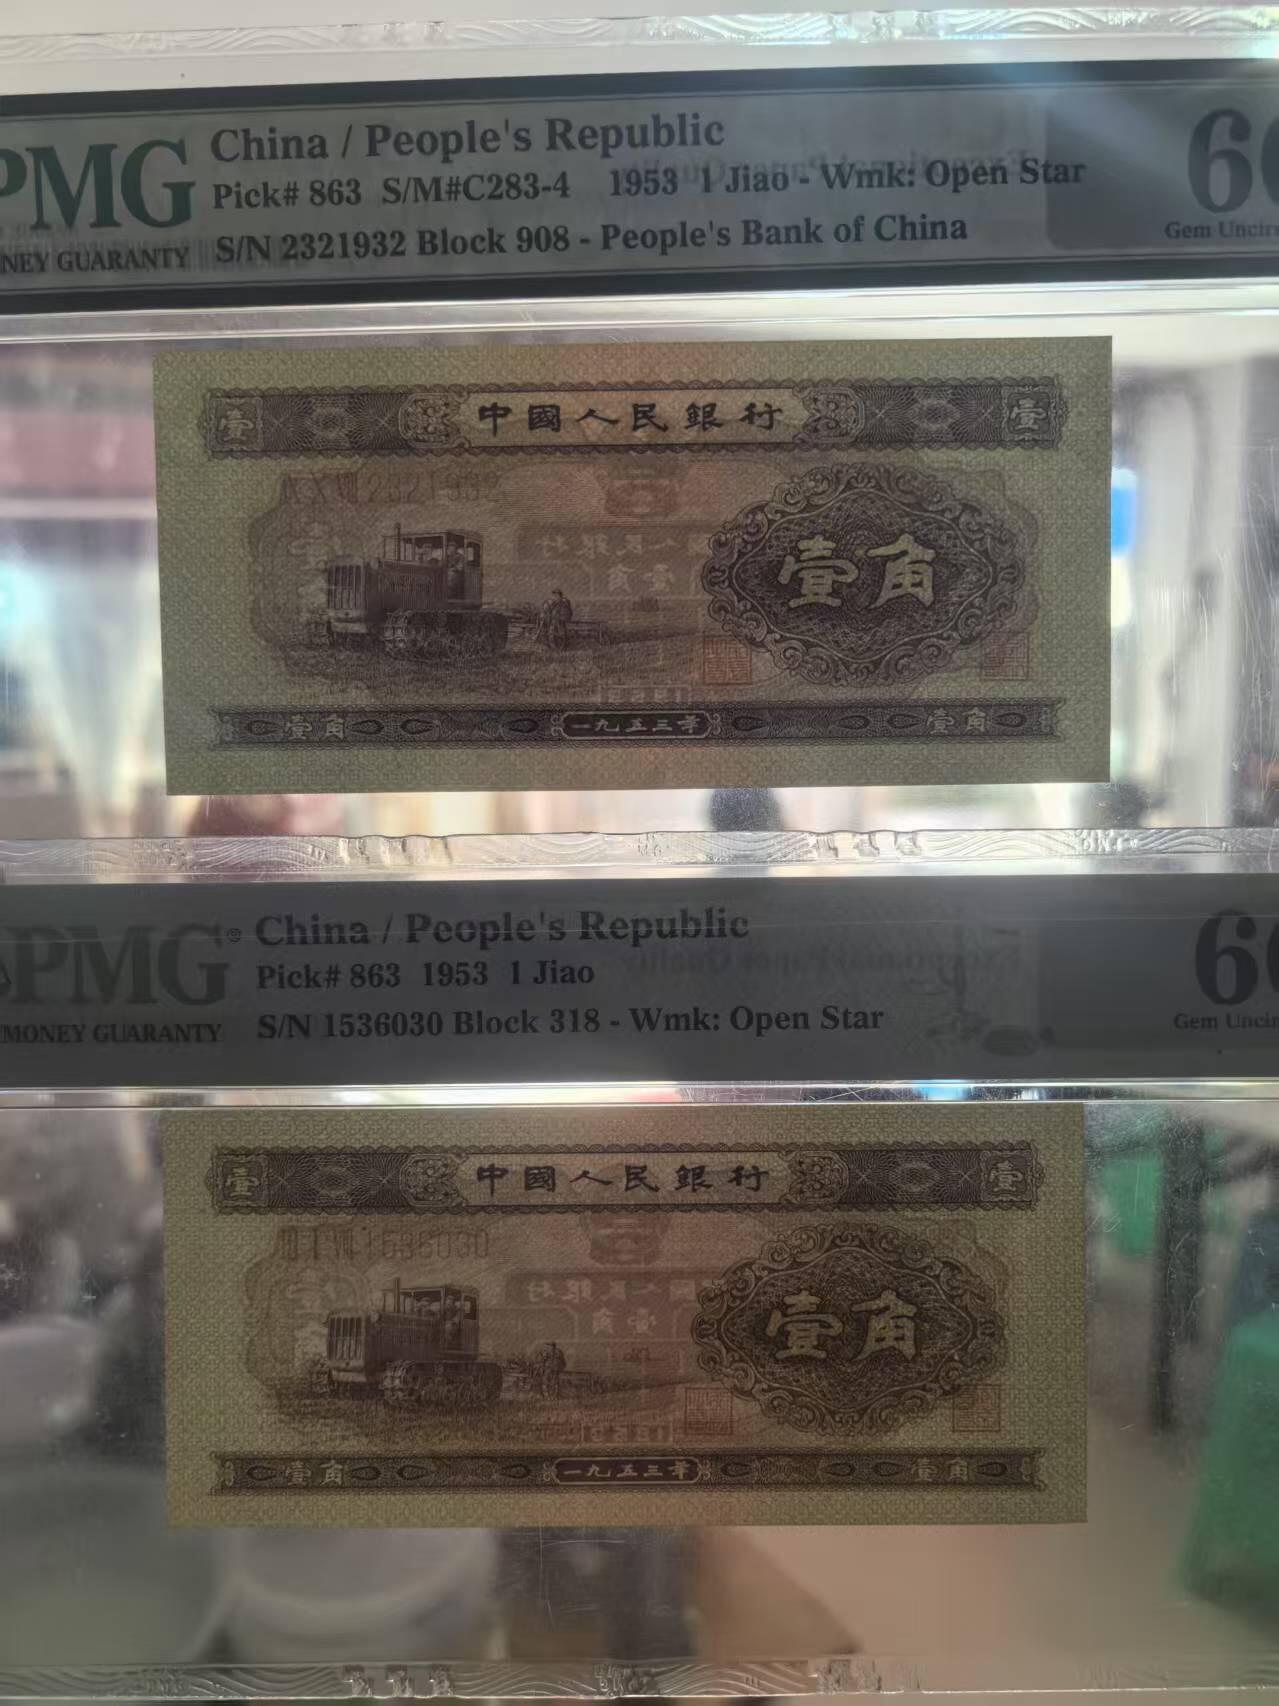 PMG
China / People's Republic
Pick# 863 S/M#C283-4 1953 1 Jiao - Wmk: Open Star
S/N 2321932 Block 908 - People's Bank of China
Gem
壹 中國人民銀行 壹
2321932
壹角
壹角 一九五三年 壹角
PMG
MONEY GUARANTY
China / People's Republic
Pick# 863 1953 1 Jiao
S/N 1536030 Block 318 - Wmk: Open Star
Gem
壹 中國人民銀行 壹
1536030
壹角
壹角 一九五三年 壹角